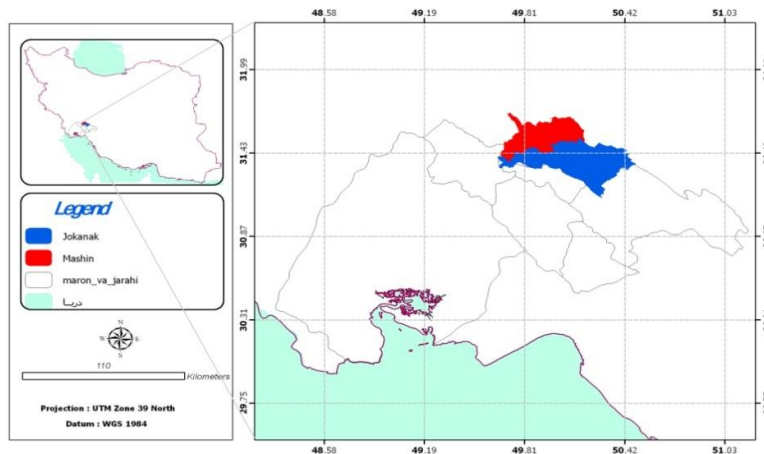 48.58 49.19 49.81 50.42 51.03
31.99
31.43
30.87
30.31
29.75
Legend
Jokanak
Mashin
maron_va_jarahi
دریا
N
W E
S
110
Kilometers
Projection : UTM Zone 39 North
Datum : WGS 1984
48.58 49.19 49.81 50.42 51.03